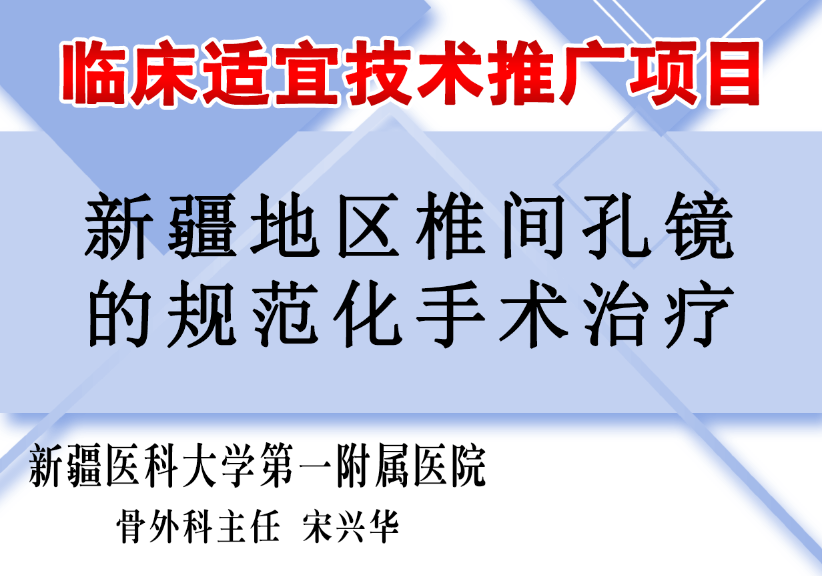 临床适宜技术推广项目
新疆地区椎间孔镜
的规范化手术治疗
新疆医科大学第一附属医院
骨外科主任 宋兴华